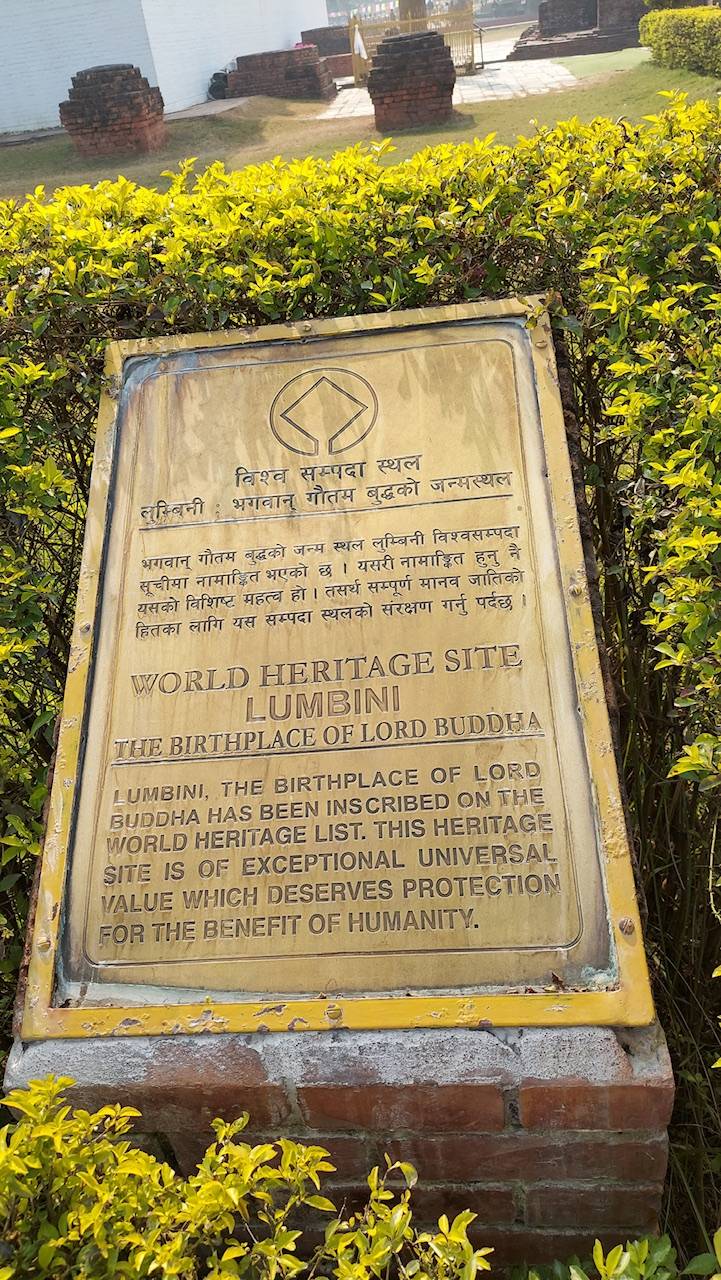 विश्व सम्पदा स्थल
लुम्बिनी : भगवान् गौतम बुद्धको जन्मस्थल
भगवान् गौतम बुद्धको जन्म स्थल लुम्बिनी विश्वसम्पदा
सूचीमा नामाङ्कित भएको छ । यसरी नामाङ्कित हुनु नै
यसको विशिष्ट महत्व हो । तसर्थ सम्पूर्ण मानव जातिको
हितका लागि यस सम्पदा स्थलको संरक्षण गर्नु पर्दछ ।
WORLD HERITAGE SITE
LUMBINI
THE BIRTHPLACE OF LORD BUDDHA
LUMBINI, THE BIRTHPLACE OF LORD
BUDDHA HAS BEEN INSCRIBED ON THE
WORLD HERITAGE LIST. THIS HERITAGE
SITE IS OF EXCEPTIONAL UNIVERSAL
VALUE WHICH DESERVES PROTECTION
FOR THE BENEFIT OF HUMANITY.